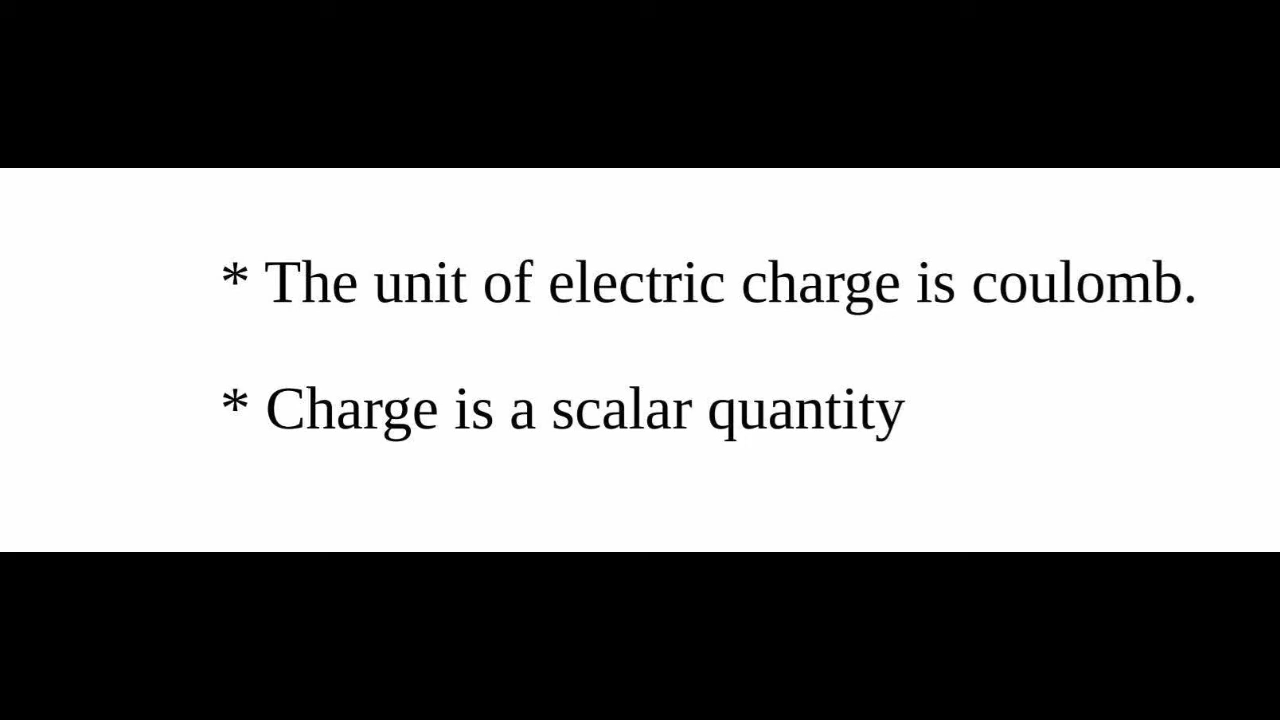 * The unit of electric charge is coulomb.
* Charge is a scalar quantity